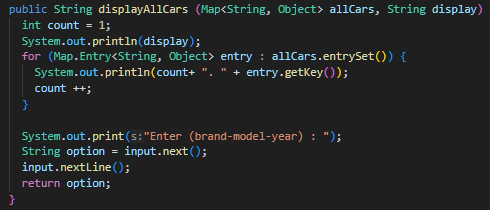 public String displayAllCars (Map<String, Object> allCars, String display)
int count = 1;
System.out.println(display);
for (Map.Entry<String, Object> entry : allCars.entrySet()) {
System.out.println(count+ ". " + entry.getKey());
count ++;
}
System.out.print(s:"Enter (brand-model-year) : ");
String option = input.next();
input.nextLine();
return option;
}